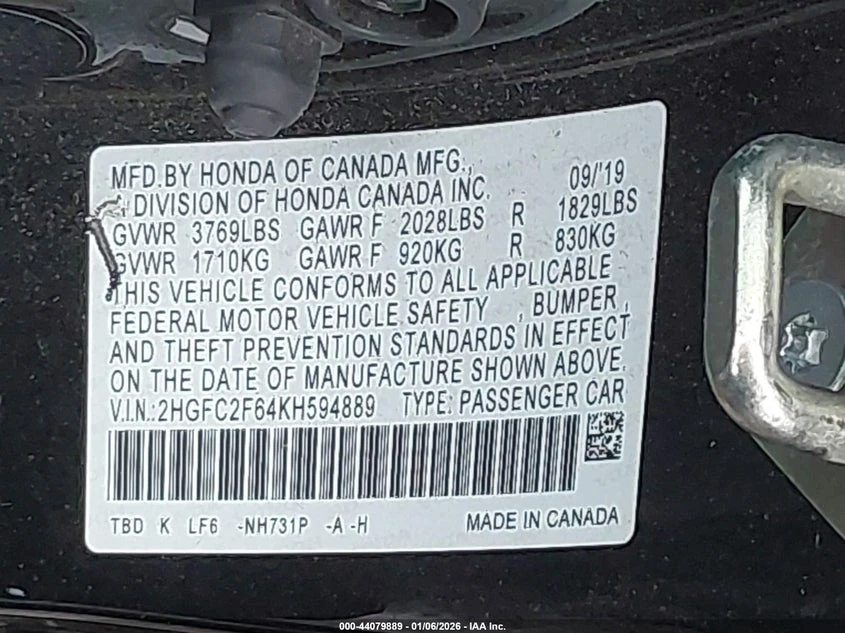 MFD.BY HONDA OF CANADA MFG., 09/'19
A DIVISION OF HONDA CANADA INC.
GVWR 3769LBS GAWR F 2028LBS R 1829LBS
GVWR 1710KG GAWR F 920KG R 830KG
THIS VEHICLE CONFORMS TO ALL APPLICABLE
FEDERAL MOTOR VEHICLE SAFETY , BUMPER ,
AND THEFT PREVENTION STANDARDS IN EFFECT
ON THE DATE OF MANUFACTURE SHOWN ABOVE.
V.I.N.:2HGFC2F64KH594889 TYPE: PASSENGER CAR
TBD K LF6 -NH731P -A -H MADE IN CANADA
000-44079889 - 01/06/2026 - IAA Inc.